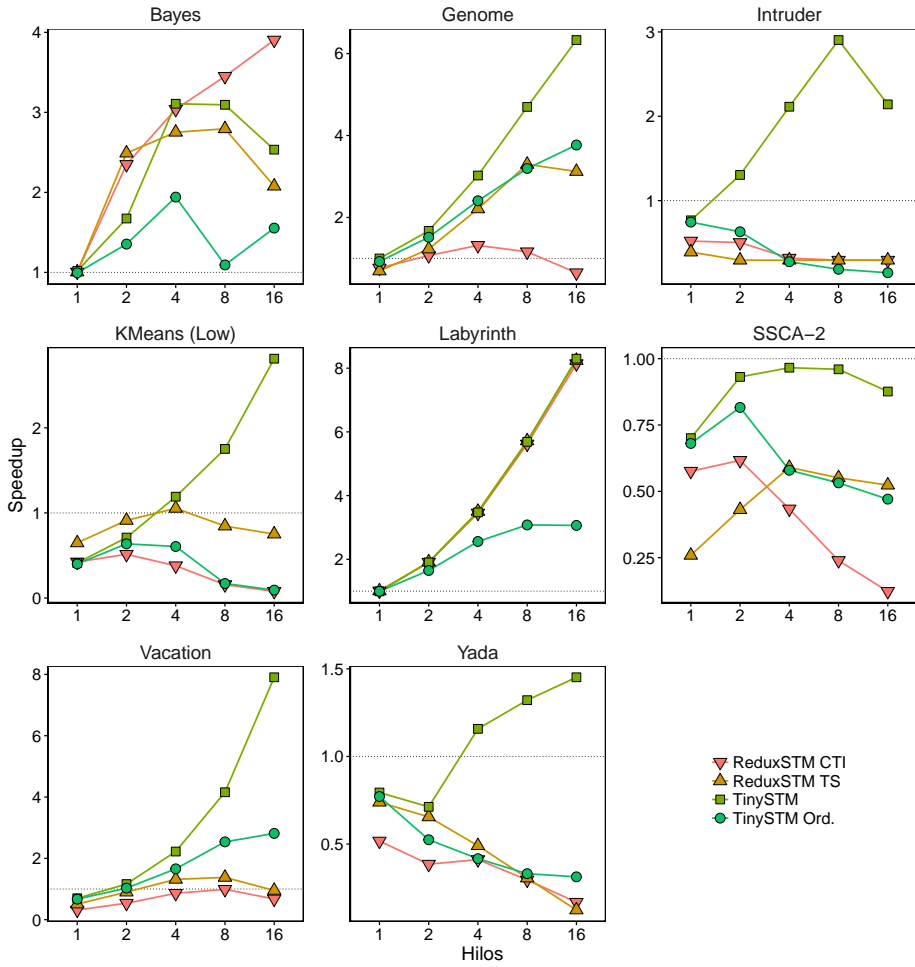 Bayes
Genome
Intruder
4
3
2
1
1 2 4 8 16
6
4
2
1 2 4 8 16
3
2
1
1 2 4 8 16
KMeans (Low)
Labyrinth
SSCA−2
Speedup
2
1
0
1 2 4 8 16
8
6
4
2
1 2 4 8 16
1.00
0.75
0.50
0.25
1 2 4 8 16
Vacation
Yada
8
6
4
2
0
1 2 4 8 16
1.5
1.0
0.5
1 2 4 8 16
Hilos
ReduxSTM CTI
ReduxSTM TS
TinySTM
TinySTM Ord.